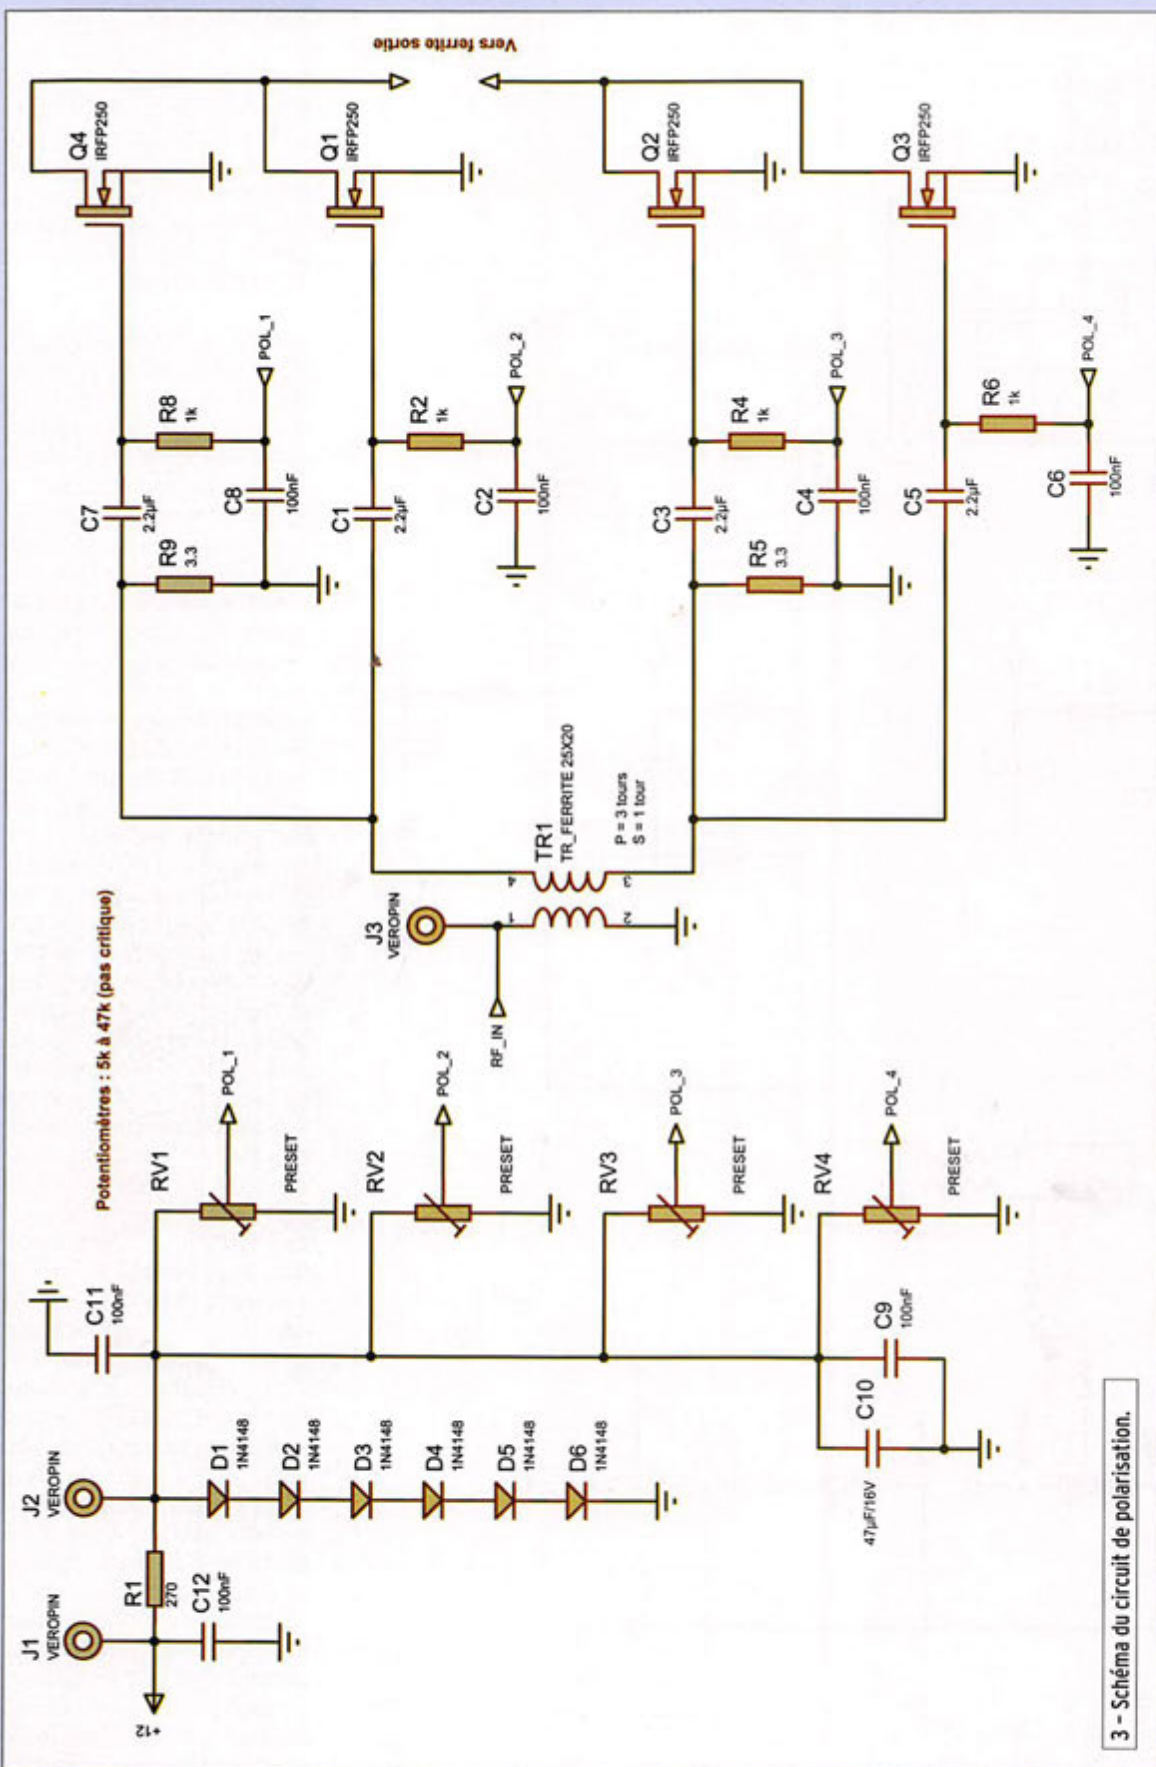 J1
VEROPIN
+12
R1
270
C12
100nF
J2
VEROPIN
D1
1N4148
D2
1N4148
D3
1N4148
D4
1N4148
D5
1N4148
D6
1N4148
C11
100nF
C10
47µF/16V
C9
100nF
Potentiomètres : 5k à 47k (pas critique)
RV1
PRESET
POL_1
RV2
PRESET
POL_2
RV3
PRESET
POL_3
RV4
PRESET
POL_4
RF_IN
J3
VEROPIN
1
2
4
3
TR1
TR_FERRITE 25X20
P = 3 tours
S = 1 tour
C7
2.2µF
R9
3.3
R8
1k
C8
100nF
POL_1
Q4
IRFP250
C1
2.2µF
R2
1k
C2
100nF
POL_2
Q1
IRFP250
Vers ferrite sortie
C3
2.2µF
R5
3.3
R4
1k
C4
100nF
POL_3
Q2
IRFP250
C5
2.2µF
R6
1k
C6
100nF
POL_4
Q3
IRFP250
3 - Schéma du circuit de polarisation.